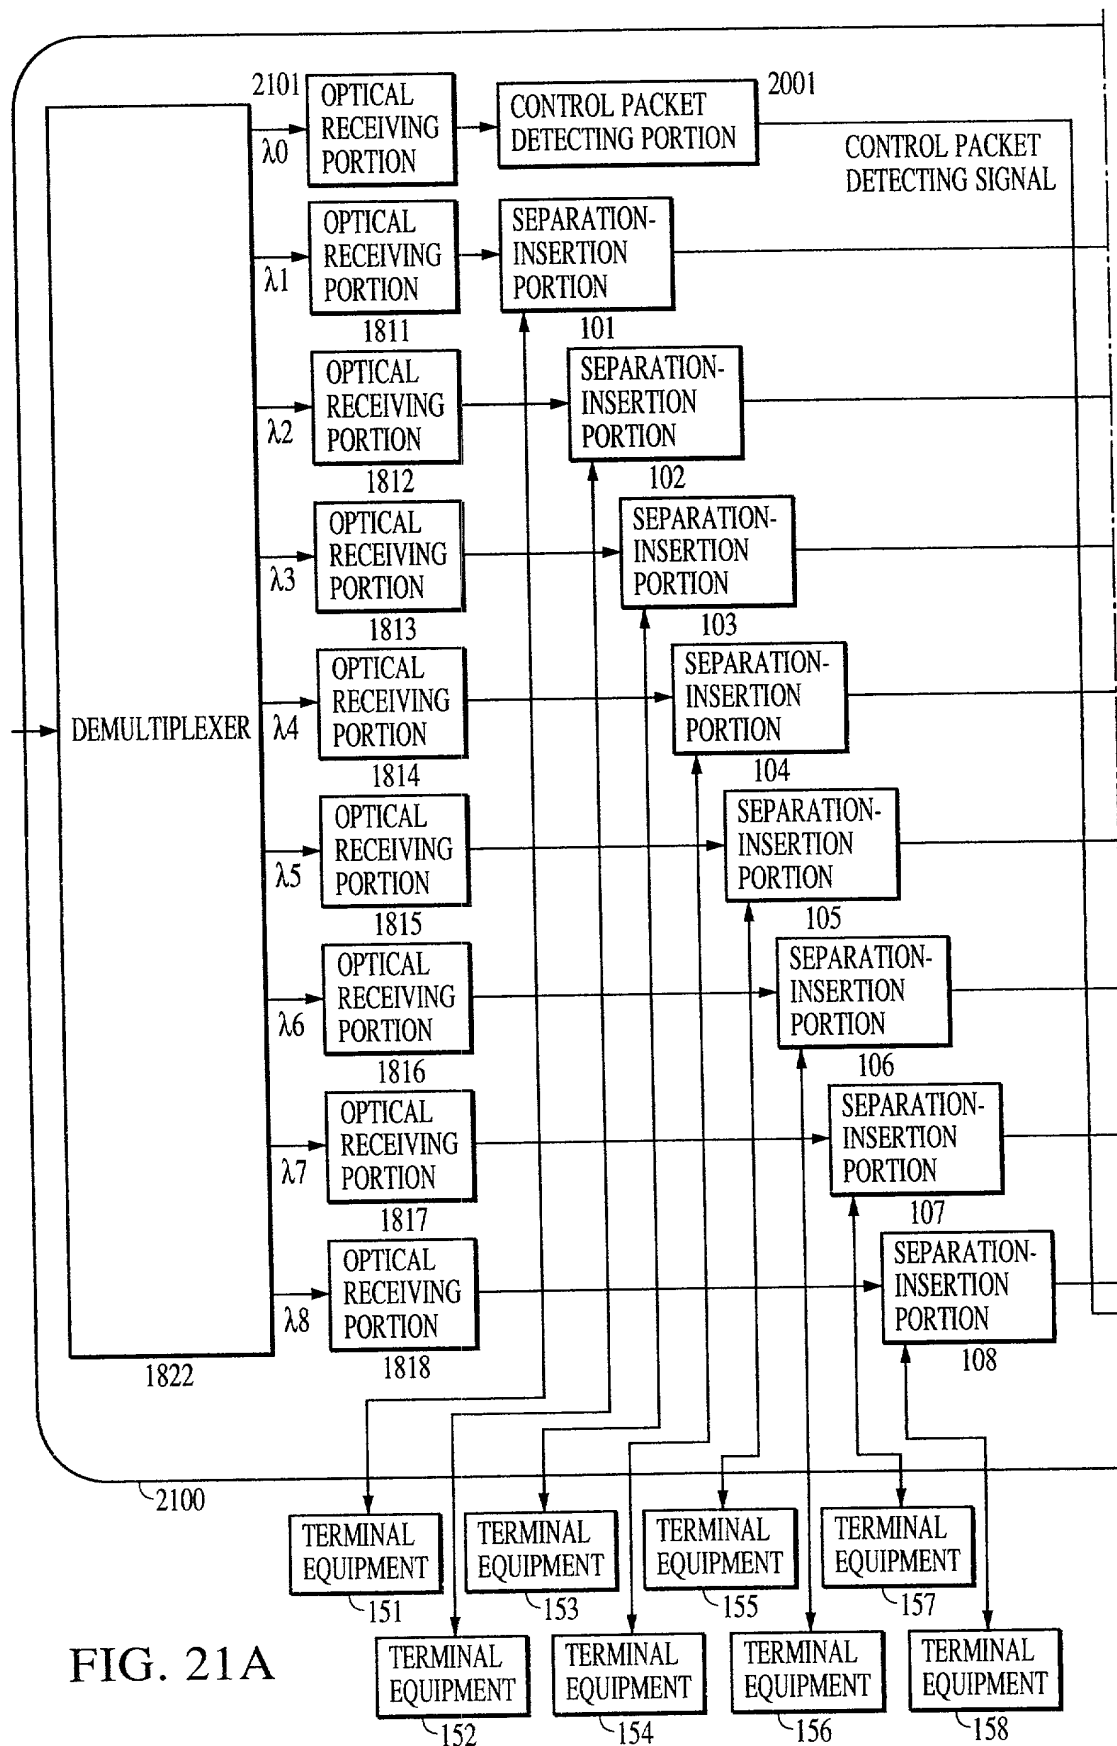 2101
OPTICAL
RECEIVING
PORTION
λ0
CONTROL PACKET
DETECTING PORTION
2001
CONTROL PACKET
DETECTING SIGNAL
OPTICAL
RECEIVING
PORTION
λ1
1811
SEPARATION-
INSERTION
PORTION
101
OPTICAL
RECEIVING
PORTION
λ2
1812
SEPARATION-
INSERTION
PORTION
102
OPTICAL
RECEIVING
PORTION
λ3
1813
SEPARATION-
INSERTION
PORTION
103
DEMULTIPLEXER
OPTICAL
RECEIVING
PORTION
λ4
1814
SEPARATION-
INSERTION
PORTION
104
OPTICAL
RECEIVING
PORTION
λ5
1815
SEPARATION-
INSERTION
PORTION
105
OPTICAL
RECEIVING
PORTION
λ6
1816
SEPARATION-
INSERTION
PORTION
106
OPTICAL
RECEIVING
PORTION
λ7
1817
SEPARATION-
INSERTION
PORTION
107
OPTICAL
RECEIVING
PORTION
λ8
1818
SEPARATION-
INSERTION
PORTION
108
1822
2100
TERMINAL
EQUIPMENT
151
TERMINAL
EQUIPMENT
153
TERMINAL
EQUIPMENT
155
TERMINAL
EQUIPMENT
157
TERMINAL
EQUIPMENT
152
TERMINAL
EQUIPMENT
154
TERMINAL
EQUIPMENT
156
TERMINAL
EQUIPMENT
158
FIG. 21A